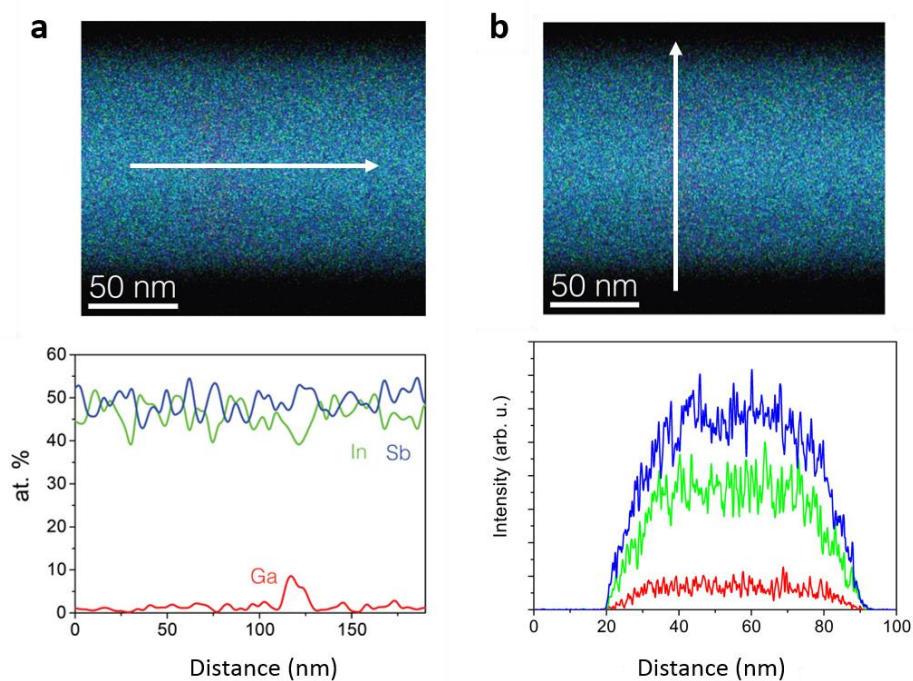 a
50 nm
60
50
40
30
20
10
0
at. %
In Sb
Ga
0 50 100 150
Distance (nm)
b
50 nm
Intensity (arb. u.)
0 20 40 60 80 100
Distance (nm)